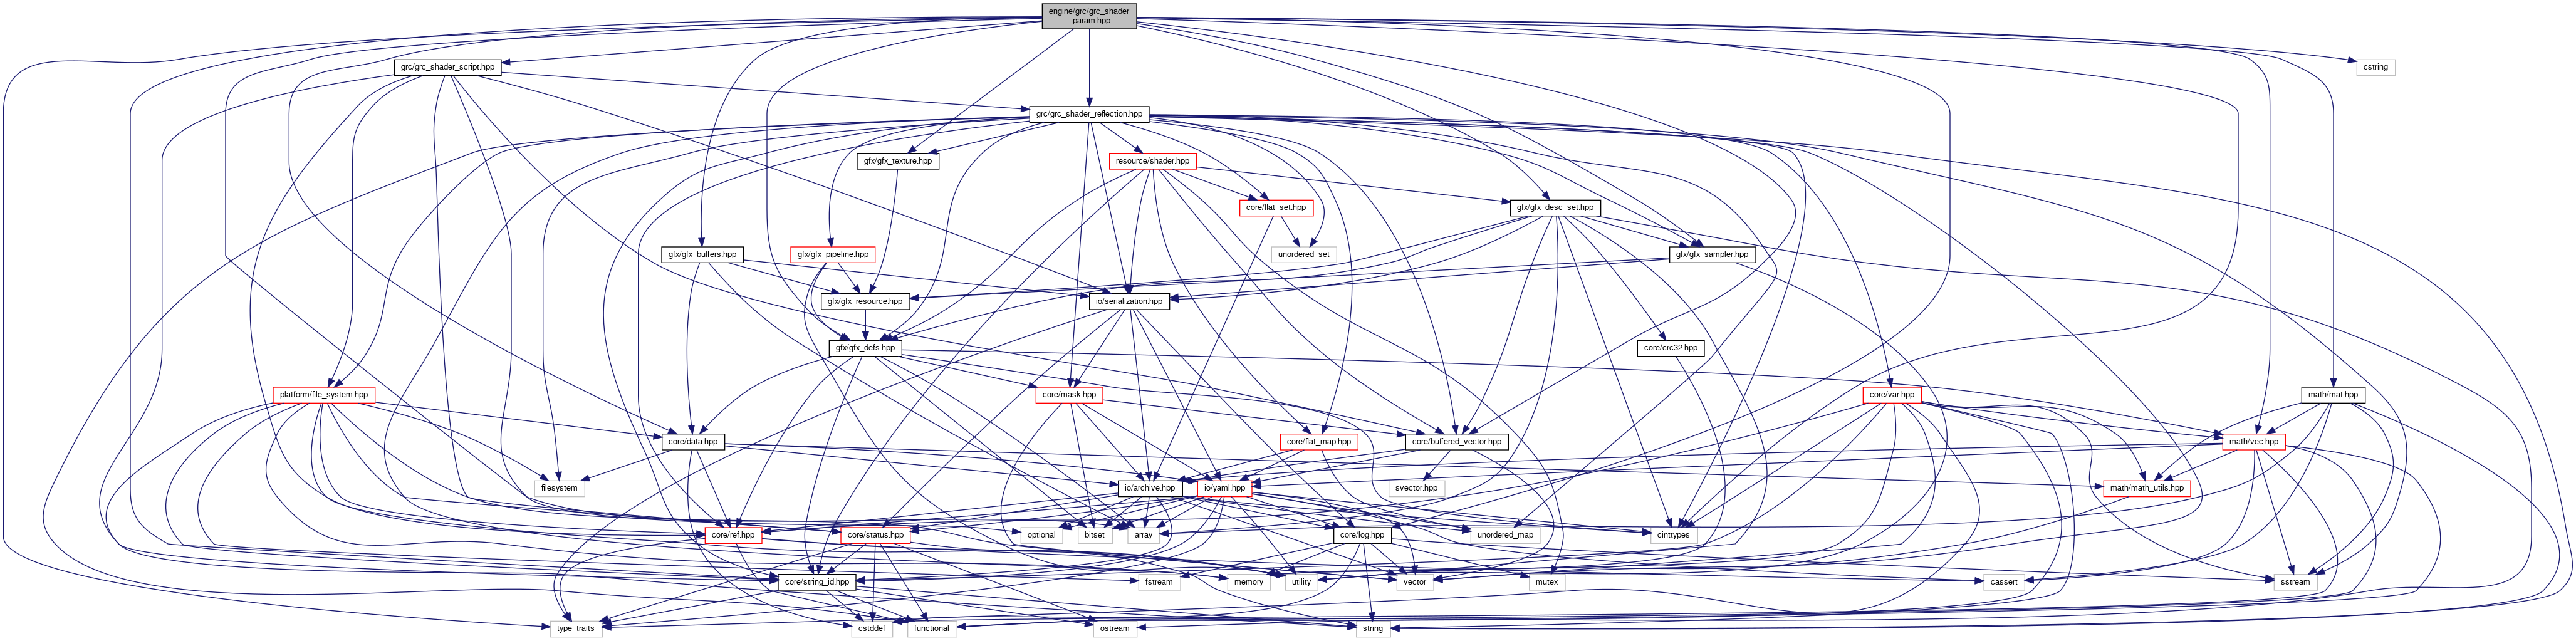 engine/grc/grc_shader
_param.hpp
grc/grc_shader_script.hpp
cstring
grc/grc_shader_reflection.hpp
gfx/gfx_texture.hpp
resource/shader.hpp
core/flat_set.hpp
gfx/gfx_desc_set.hpp
gfx/gfx_buffers.hpp
gfx/gfx_pipeline.hpp
unordered_set
gfx/gfx_sampler.hpp
gfx/gfx_resource.hpp
io/serialization.hpp
gfx/gfx_defs.hpp
core/crc32.hpp
platform/file_system.hpp
core/mask.hpp
core/var.hpp
math/mat.hpp
core/data.hpp
core/flat_map.hpp
core/buffered_vector.hpp
math/vec.hpp
filesystem
io/archive.hpp
io/yaml.hpp
svector.hpp
math/math_utils.hpp
core/ref.hpp
core/status.hpp
optional
bitset
array
core/log.hpp
unordered_map
cinttypes
core/string_id.hpp
fstream
memory
utility
vector
mutex
cassert
sstream
type_traits
cstddef
functional
ostream
string